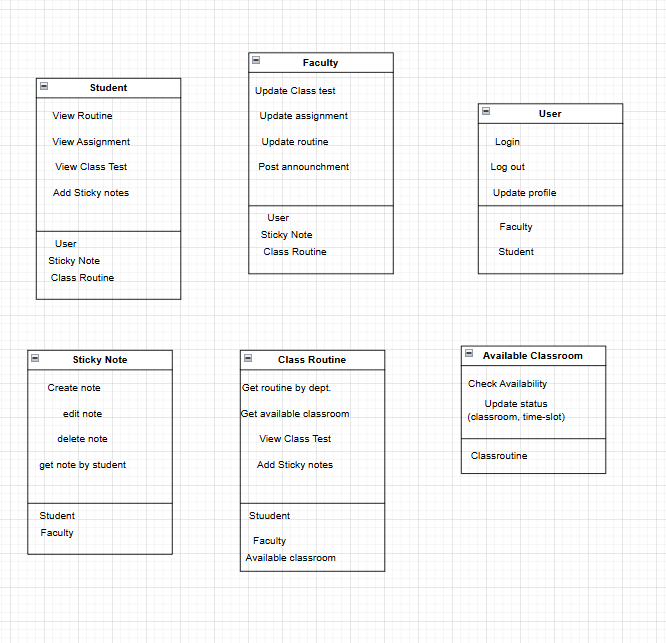 Student
View Routine
View Assignment
View Class Test
Add Sticky notes
User
Sticky Note
Class Routine
Faculty
Update Class test
Update assignment
Update routine
Post announchment
User
Sticky Note
Class Routine
User
Login
Log out
Update profile
Faculty
Student
Sticky Note
Create note
edit note
delete note
get note by student
Student
Faculty
Class Routine
Get routine by dept.
Get available classroom
View Class Test
Add Sticky notes
Stuudent
Faculty
Available classroom
Available Classroom
Check Availability
Update status
(classroom, time-slot)
Classroutine